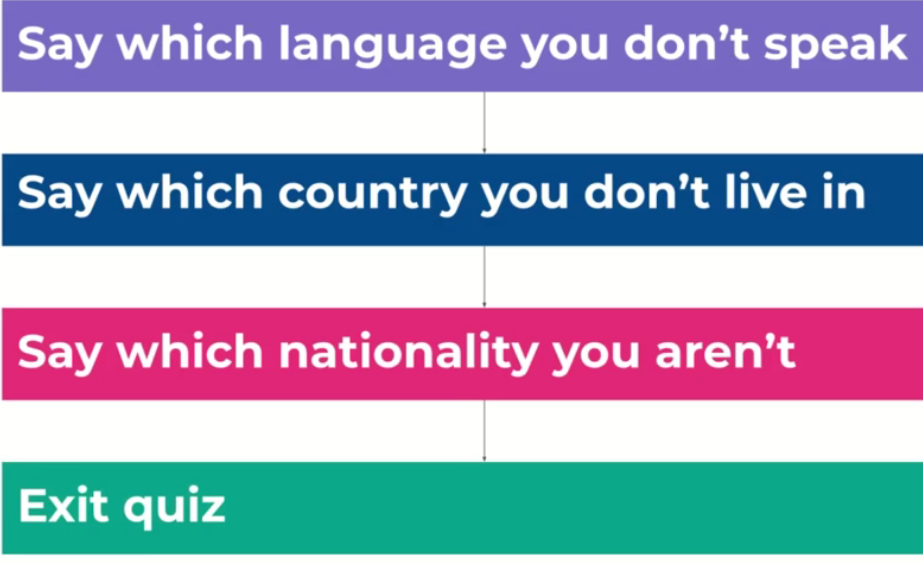 Say which language you don’t speak
Say which country you don’t live in
Say which nationality you aren’t
Exit quiz